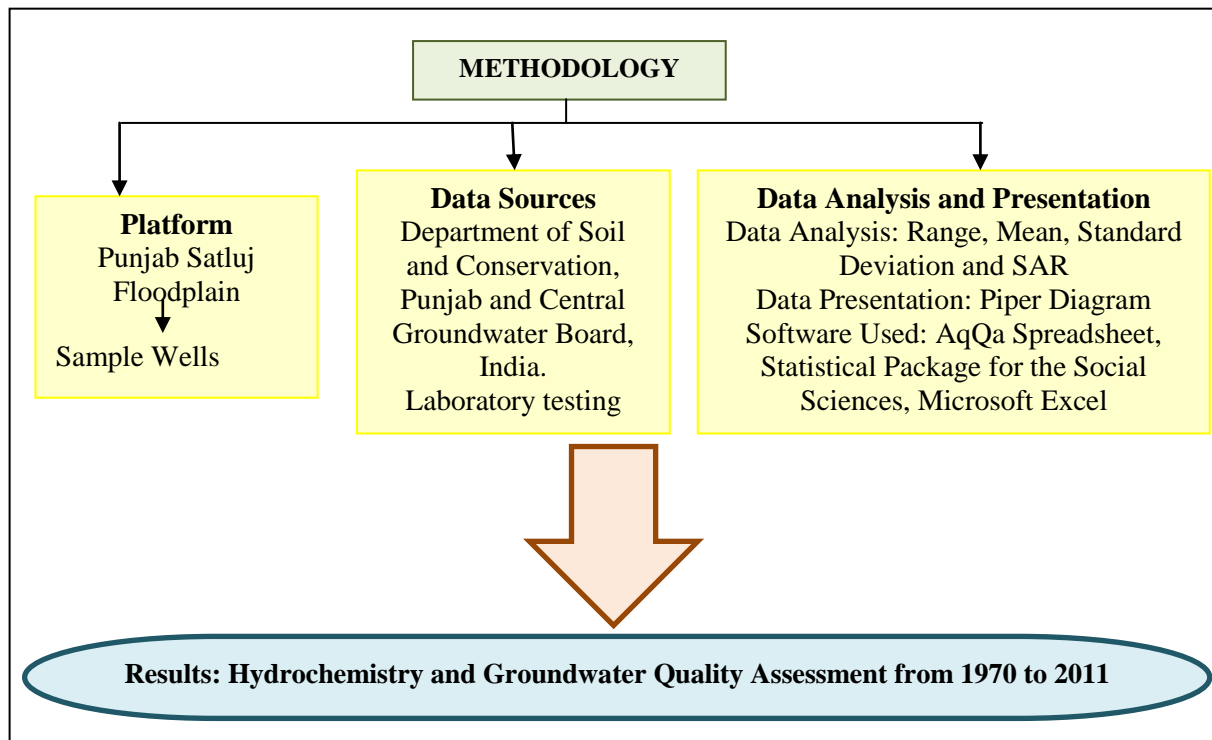 METHODOLOGY
Platform
Punjab Satluj
Floodplain
Sample Wells
Data Sources
Department of Soil
and Conservation,
Punjab and Central
Groundwater Board,
India.
Laboratory testing
Data Analysis and Presentation
Data Analysis: Range, Mean, Standard
Deviation and SAR
Data Presentation: Piper Diagram
Software Used: AqQa Spreadsheet,
Statistical Package for the Social
Sciences, Microsoft Excel
Results: Hydrochemistry and Groundwater Quality Assessment from 1970 to 2011